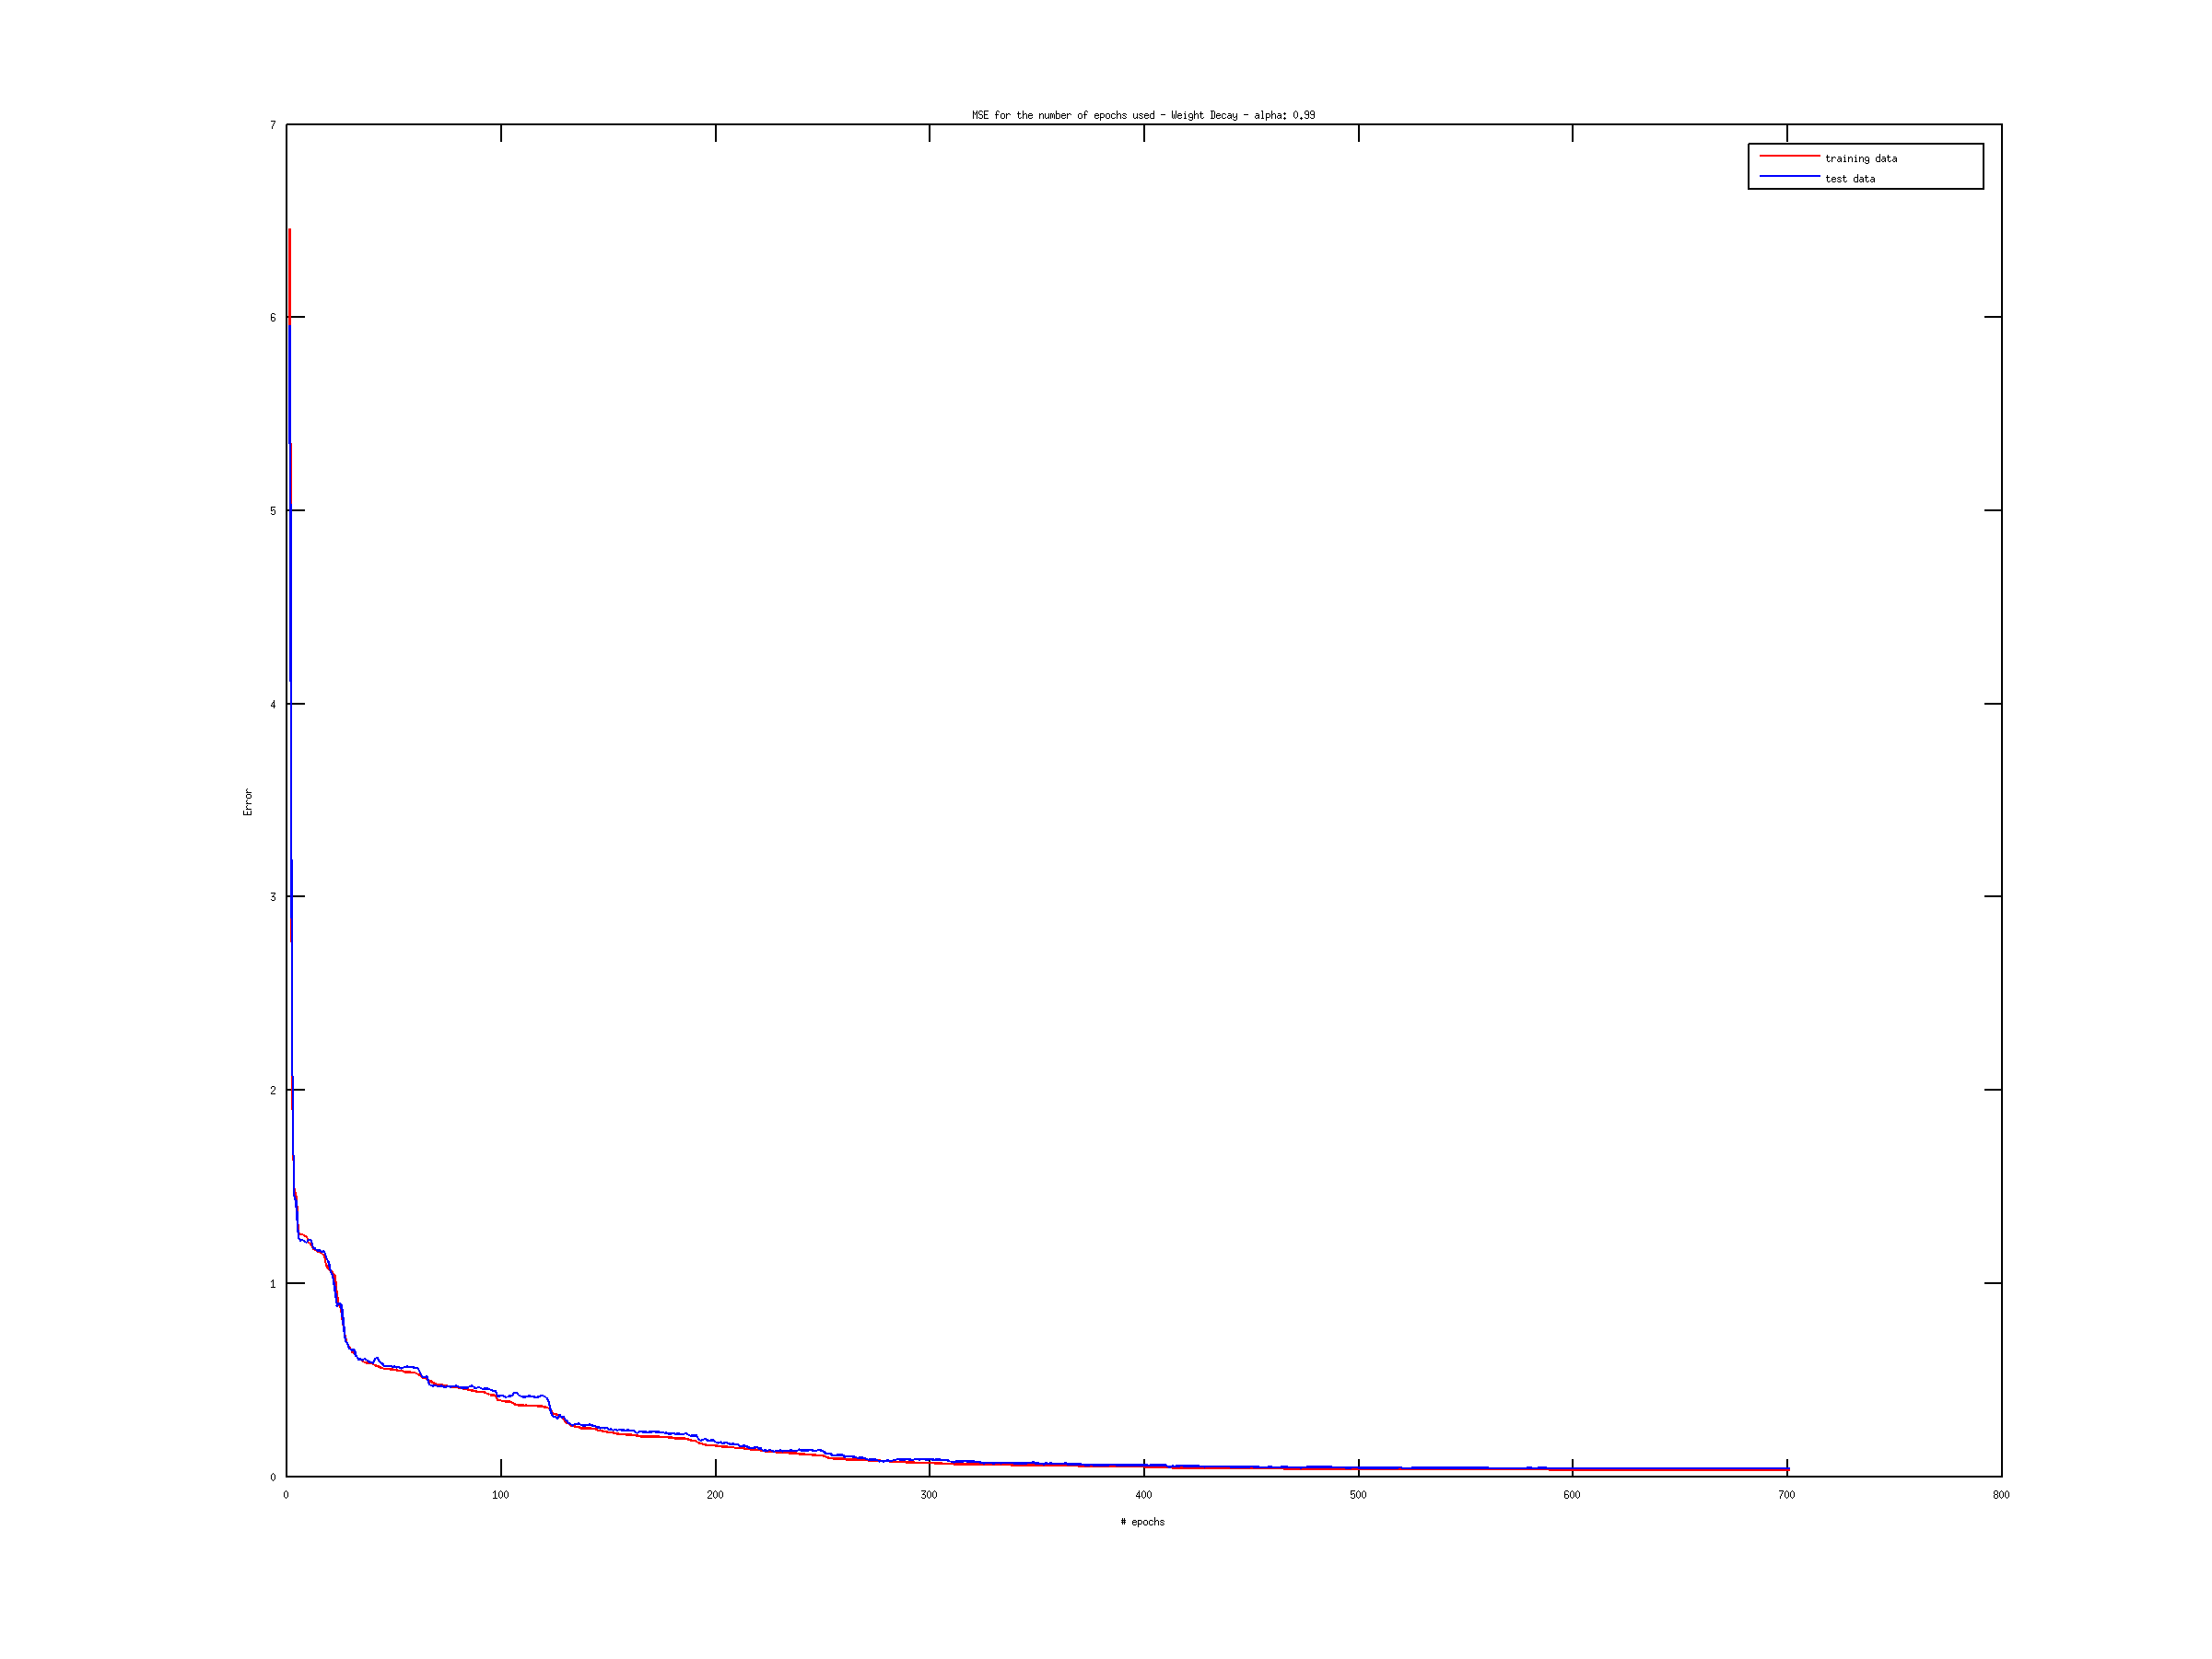 MSE for the number of epochs used - Weight Decay - alpha: 0.99
training data
test data
7
6
5
4
3
2
1
0
Error
0 100 200 300 400 500 600 700 800
# epochs